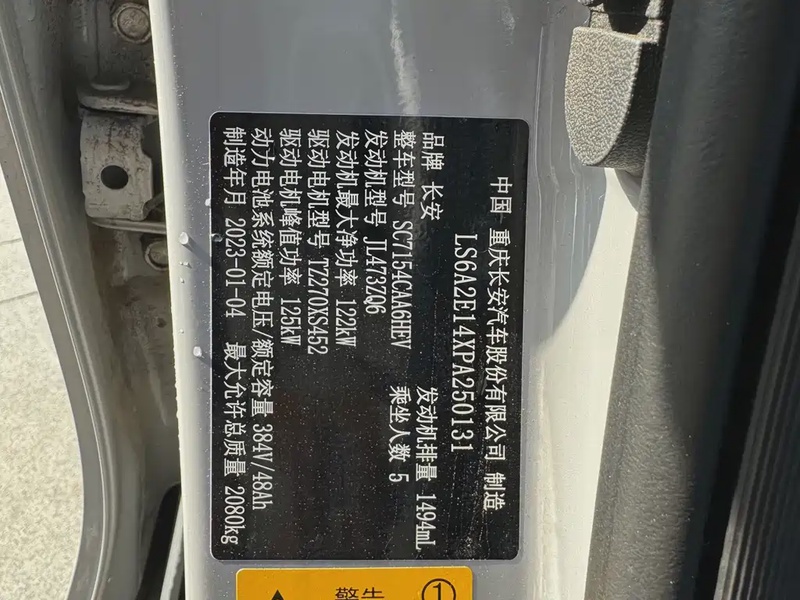 中国 重庆长安汽车股份有限公司 制造
LS6A2E14XPA250131
品牌 长安
整车型号 SC7154CAA6HEV 乘坐人数 5
发动机型号 JL473ZQ6 发动机排量 1494mL
发动机最大净功率 122kW
驱动电机型号 TZ270XS452
驱动电机峰值功率 125kW
动力电池系统额定电压/额定容量 384V/48Ah
制造年月 2023-01-04 最大允许总质量 2080kg
警告 ①